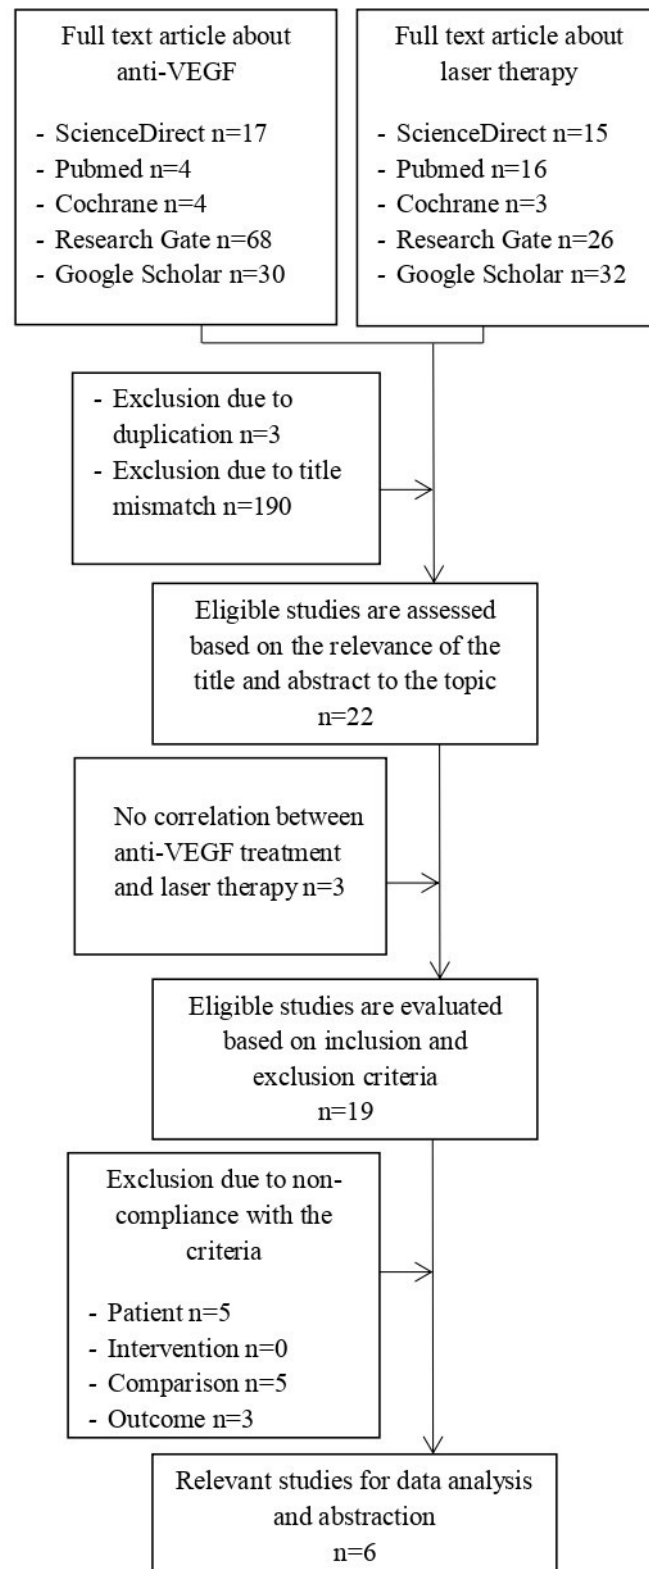 Full text article about
anti-VEGF
- ScienceDirect n=17
- Pubmed n=4
- Cochrane n=4
- Research Gate n=68
- Google Scholar n=30
Full text article about
laser therapy
- ScienceDirect n=15
- Pubmed n=16
- Cochrane n=3
- Research Gate n=26
- Google Scholar n=32
- Exclusion due to
duplication n=3
- Exclusion due to title
mismatch n=190
Eligible studies are assessed
based on the relevance of the
title and abstract to the topic
n=22
No correlation between
anti-VEGF treatment
and laser therapy n=3
Eligible studies are evaluated
based on inclusion and
exclusion criteria
n=19
Exclusion due to non-
compliance with the
criteria
- Patient n=5
- Intervention n=0
- Comparison n=5
- Outcome n=3
Relevant studies for data analysis
and abstraction
n=6